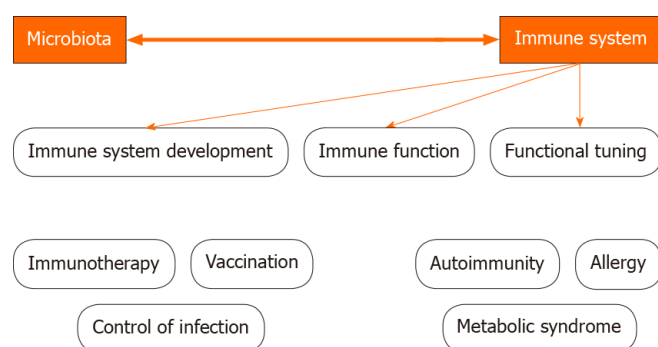 Microbiota
Immune system
Immune system development
Immune function
Functional tuning
Immunotherapy
Vaccination
Autoimmunity
Allergy
Control of infection
Metabolic syndrome